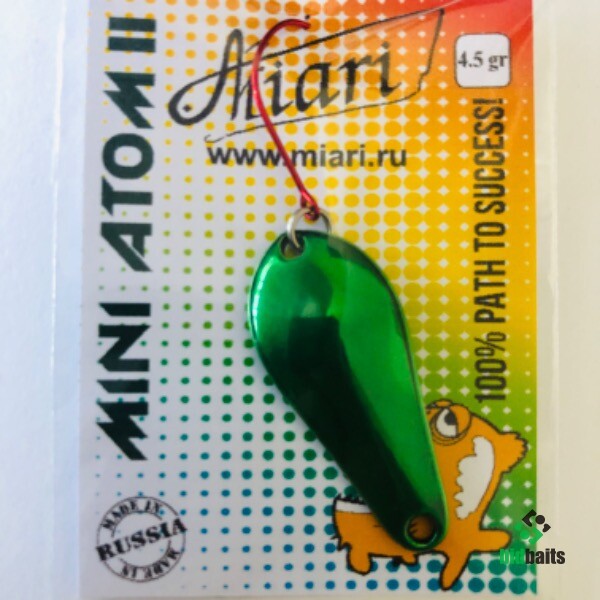 Miari
4.5 gr
www.miari.ru
MINI ATOM II
100% PATH TO SUCCESS!
MADE IN
RUSSIA
MADE IN
baits